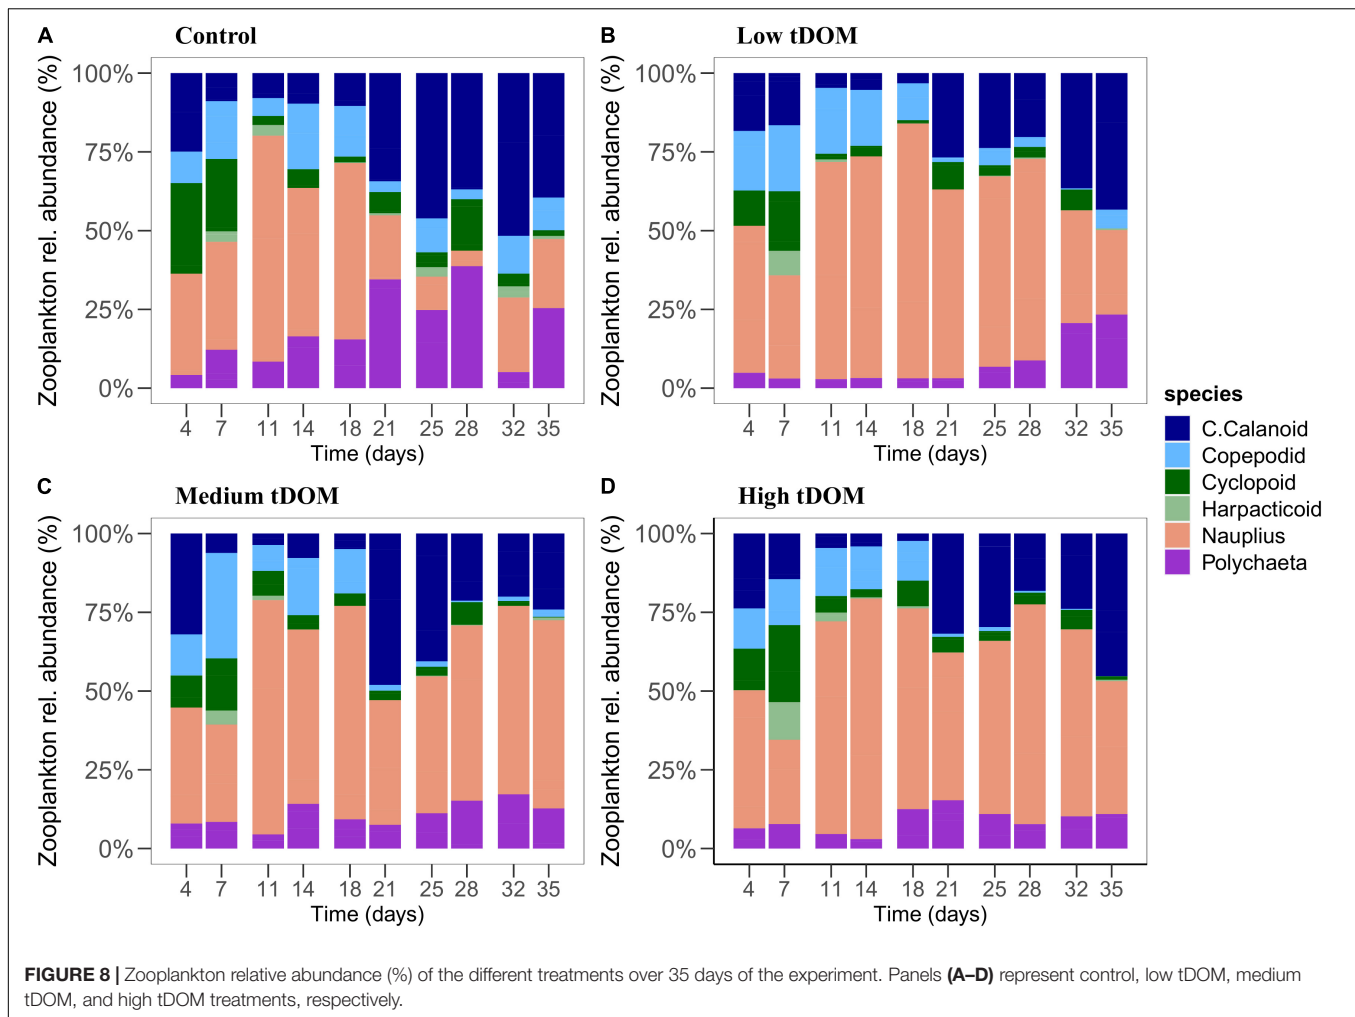 A Control
Zooplankton rel. abundance (%)
100%
75%
50%
25%
0%
4 7 11 14 18 21 25 28 32 35
Time (days)
B Low tDOM
Zooplankton rel. abundance (%)
100%
75%
50%
25%
0%
4 7 11 14 18 21 25 28 32 35
Time (days)
C Medium tDOM
Zooplankton rel. abundance (%)
100%
75%
50%
25%
0%
4 7 11 14 18 21 25 28 32 35
Time (days)
D High tDOM
Zooplankton rel. abundance (%)
100%
75%
50%
25%
0%
4 7 11 14 18 21 25 28 32 35
Time (days)
species
C.Calanoid
Copepodid
Cyclopoid
Harpacticoid
Nauplius
Polychaeta
FIGURE 8 | Zooplankton relative abundance (%) of the different treatments over 35 days of the experiment. Panels (A–D) represent control, low tDOM, medium
tDOM, and high tDOM treatments, respectively.